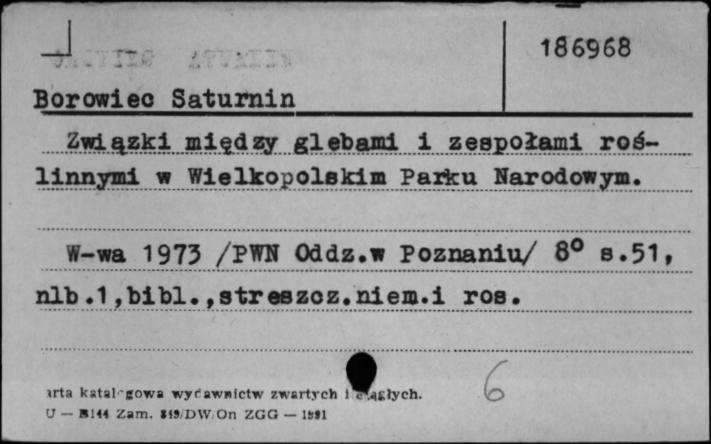 186968
Borowiec Saturnin
Związki między glebami i zespołami roś-
linnymi w Wielkopolskim Parku Narodowym.
W-wa 1973 /PWN Oddz.w Poznaniu/ 8° s.51,
nlb.1,bibl.,streszcz.niem.i ros.
6
arta katalogowa wydawnictw zwartych i ciągłych.
U — B144 Zam. 849/DW/On ZGG — 1991